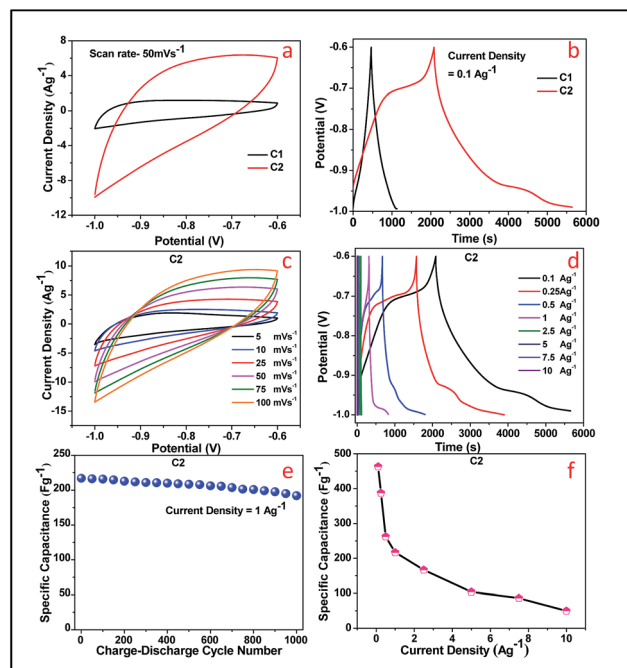 a
Scan rate- 50mVs⁻¹
Current Density (Ag⁻¹)
8
4
0
-4
-8
-12
C1
C2
-1.0 -0.9 -0.8 -0.7 -0.6
Potential (V)
b
Current Density
= 0.1 Ag⁻¹
C1
C2
Potential (V)
-0.6
-0.7
-0.8
-0.9
-1.0
0 1000 2000 3000 4000 5000 6000
Time (s)
C2
c
Current Density (Ag⁻¹)
10
5
0
-5
-10
-15
5 mVs⁻¹
10 mVs⁻¹
25 mVs⁻¹
50 mVs⁻¹
75 mVs⁻¹
100 mVs⁻¹
-1.0 -0.9 -0.8 -0.7 -0.6
Potential (V)
C2
d
Potential (V)
-0.6
-0.7
-0.8
-0.9
-1.0
0.1 Ag⁻¹
0.25Ag⁻¹
0.5 Ag⁻¹
1 Ag⁻¹
2.5 Ag⁻¹
5 Ag⁻¹
7.5 Ag⁻¹
10 Ag⁻¹
0 1000 2000 3000 4000 5000 6000
Time (s)
C2
e
Specific Capacitance (Fg⁻¹)
250
200
150
100
50
0
Current Density = 1 Ag⁻¹
0 200 400 600 800 1000
Charge-Discharge Cycle Number
C2
f
Specific Capacitance (Fg⁻¹)
500
400
300
200
100
0
0 2 4 6 8 10
Current Density (Ag⁻¹)